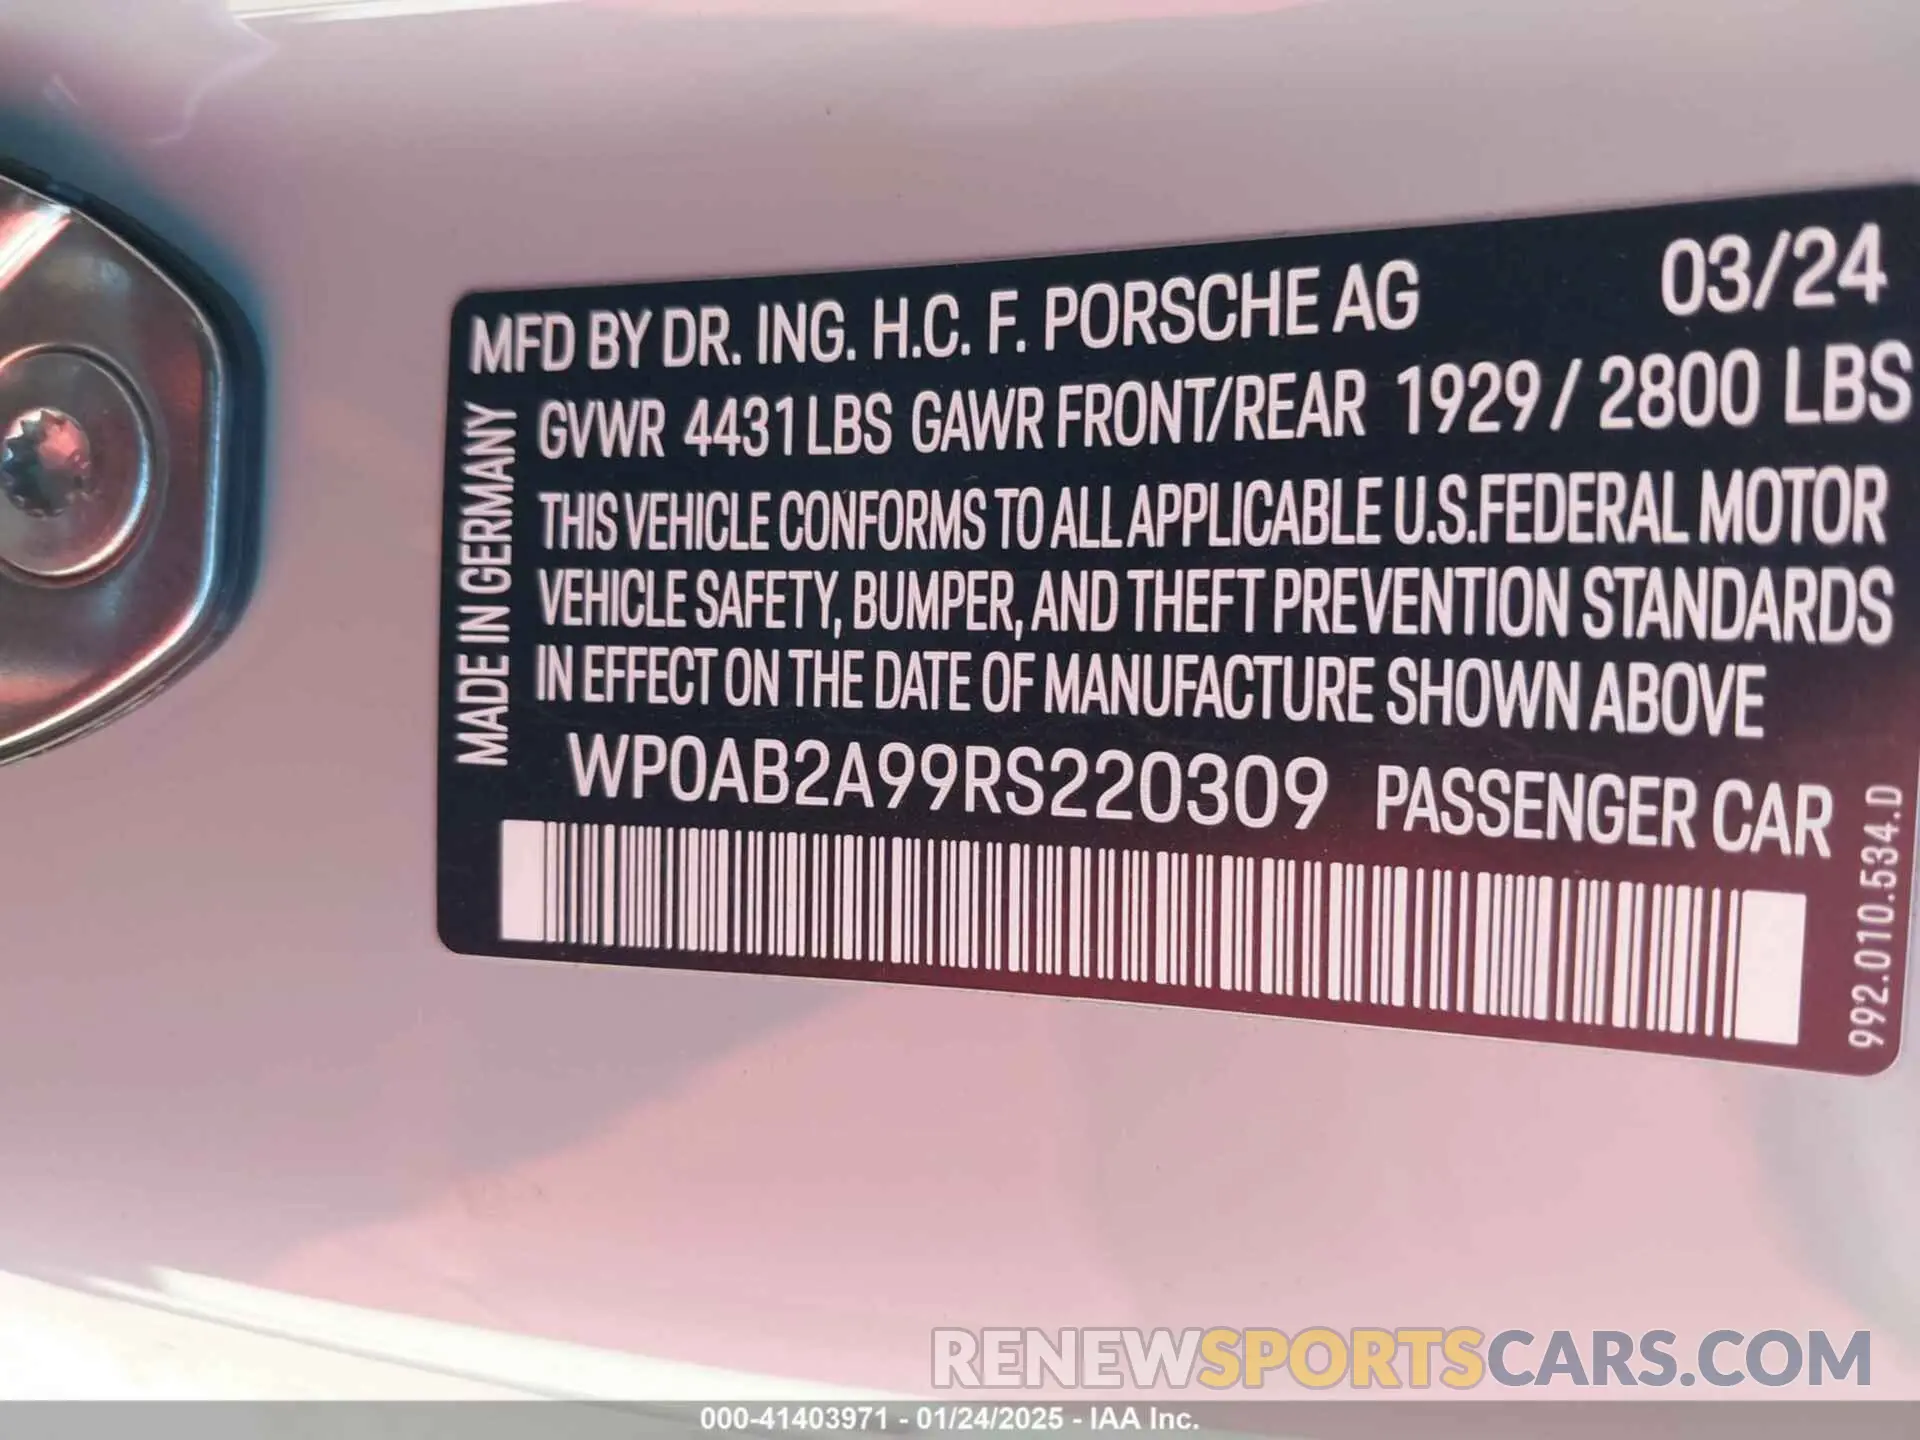 MFD BY DR. ING. H.C. F. PORSCHE AG 03/24
GVWR 4431LBS GAWR FRONT/REAR 1929 / 2800 LBS
THIS VEHICLE CONFORMS TO ALL APPLICABLE U.S.FEDERAL MOTOR
VEHICLE SAFETY, BUMPER, AND THEFT PREVENTION STANDARDS
IN EFFECT ON THE DATE OF MANUFACTURE SHOWN ABOVE
WP0AB2A99RS220309 PASSENGER CAR
MADE IN GERMANY
992.010.534.D
RENEWSPORTSCARS.COM
000-41403971 - 01/24/2025 - IAA Inc.